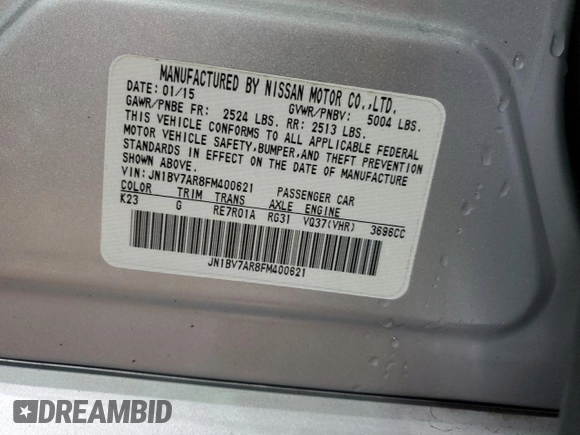 MANUFACTURED BY NISSAN MOTOR CO.,LTD.
DATE: 01/15 GVWR/PNBV: 5004 LBS.
GAWR/PNBE FR: 2524 LBS. RR: 2513 LBS.
THIS VEHICLE CONFORMS TO ALL APPLICABLE FEDERAL
MOTOR VEHICLE SAFETY,BUMPER,AND THEFT PREVENTION
STANDARDS IN EFFECT ON THE DATE OF MANUFACTURE
SHOWN ABOVE.
VIN: JN1BV7AR8FM400621 PASSENGER CAR
COLOR TRIM TRANS AXLE ENGINE
K23 G RE7R01A RG31 VQ37(VHR) 3696CC
JN1BV7AR8FM400621
DREAMBID